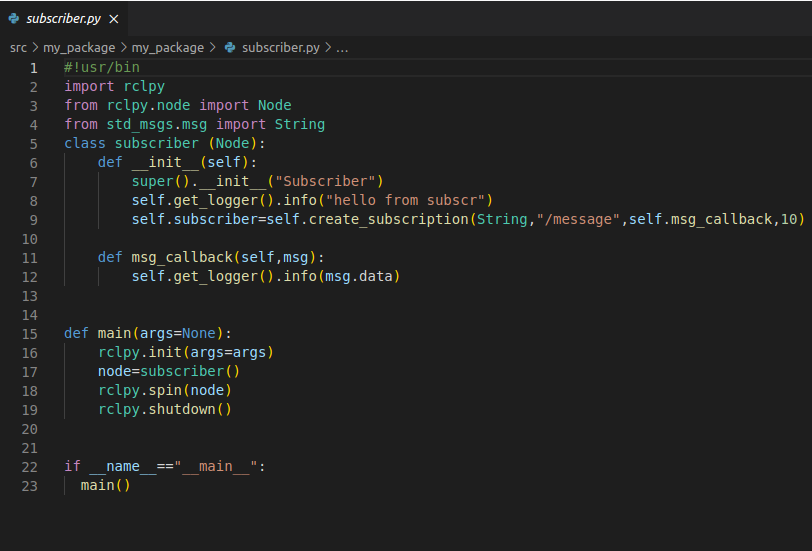 subscriber.py ×
src > my_package > my_package > subscriber.py > ...
1 #!usr/bin
2 import rclpy
3 from rclpy.node import Node
4 from std_msgs.msg import String
5 class subscriber (Node):
6     def __init__(self):
7         super().__init__("Subscriber")
8         self.get_logger().info("hello from subscr")
9         self.subscriber=self.create_subscription(String,"/message",self.msg_callback,10)
10
11     def msg_callback(self,msg):
12         self.get_logger().info(msg.data)
13
14
15 def main(args=None):
16     rclpy.init(args=args)
17     node=subscriber()
18     rclpy.spin(node)
19     rclpy.shutdown()
20
21
22 if __name__=="__main__":
23   main()